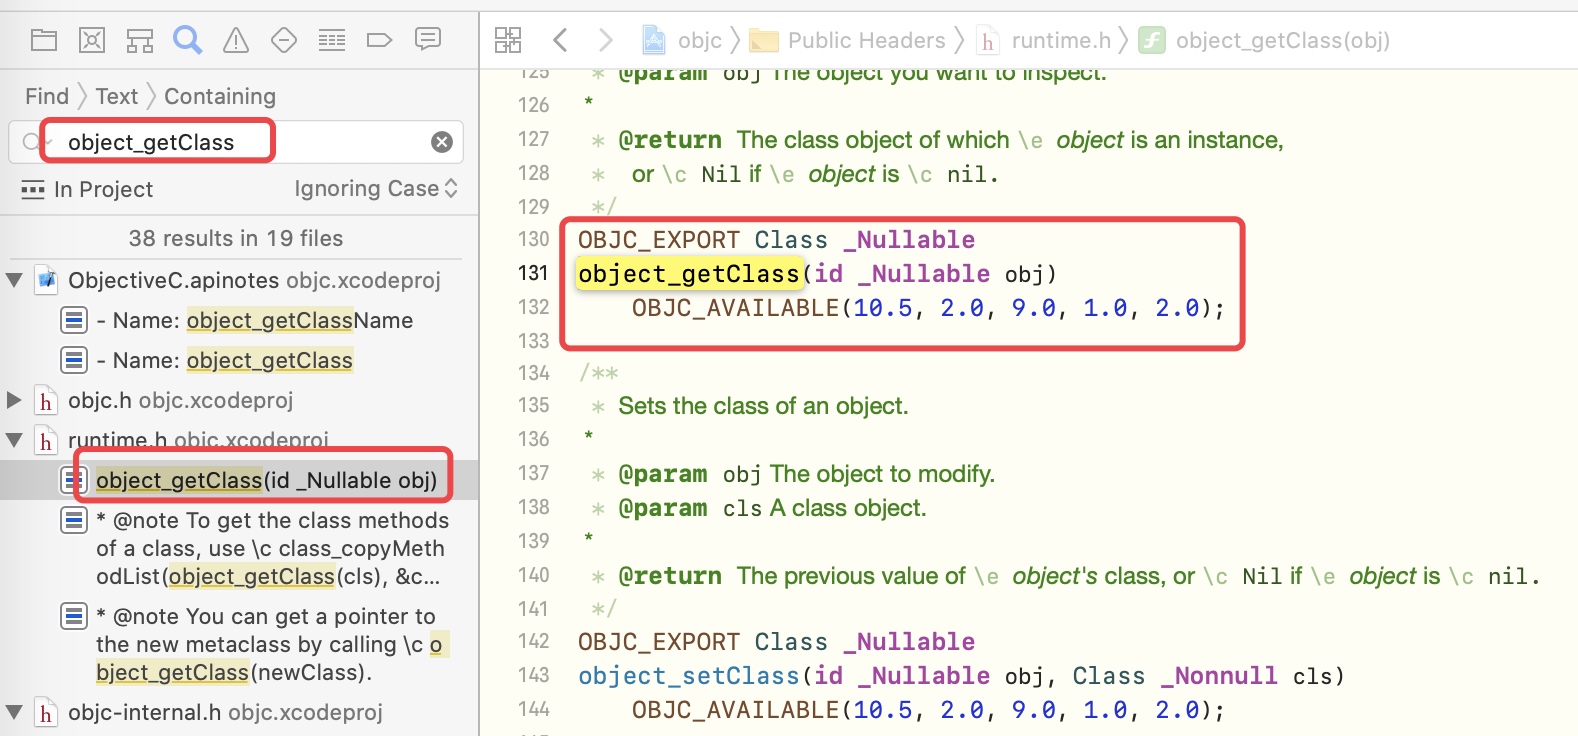 objc
Public Headers
runtime.h
object_getClass(obj)
Find
Text
Containing
object_getClass
In Project
Ignoring Case
38 results in 19 files
ObjectiveC.apinotes objc.xcodeproj
- Name: object_getClassName
- Name: object_getClass
objc.h objc.xcodeproj
runtime.h objc.xcodeproj
object_getClass(id _Nullable obj)
* @note To get the class methods
of a class, use \c class_copyMeth
odList(object_getClass(cls), &c...
* @note You can get a pointer to
the new metaclass by calling \c o
bject_getClass(newClass).
objc-internal.h objc.xcodeproj
125 * @param obj The object you want to inspect.
126 *
127 * @return The class object of which \e object is an instance,
128 * or \c Nil if \e object is \c nil.
129 */
130 OBJC_EXPORT Class _Nullable
131 object_getClass(id _Nullable obj)
132 OBJC_AVAILABLE(10.5, 2.0, 9.0, 1.0, 2.0);
133
134 /**
135 * Sets the class of an object.
136 *
137 * @param obj The object to modify.
138 * @param cls A class object.
139 *
140 * @return The previous value of \e object's class, or \c Nil if \e object is \c nil.
141 */
142 OBJC_EXPORT Class _Nullable
143 object_setClass(id _Nullable obj, Class _Nonnull cls)
144 OBJC_AVAILABLE(10.5, 2.0, 9.0, 1.0, 2.0);